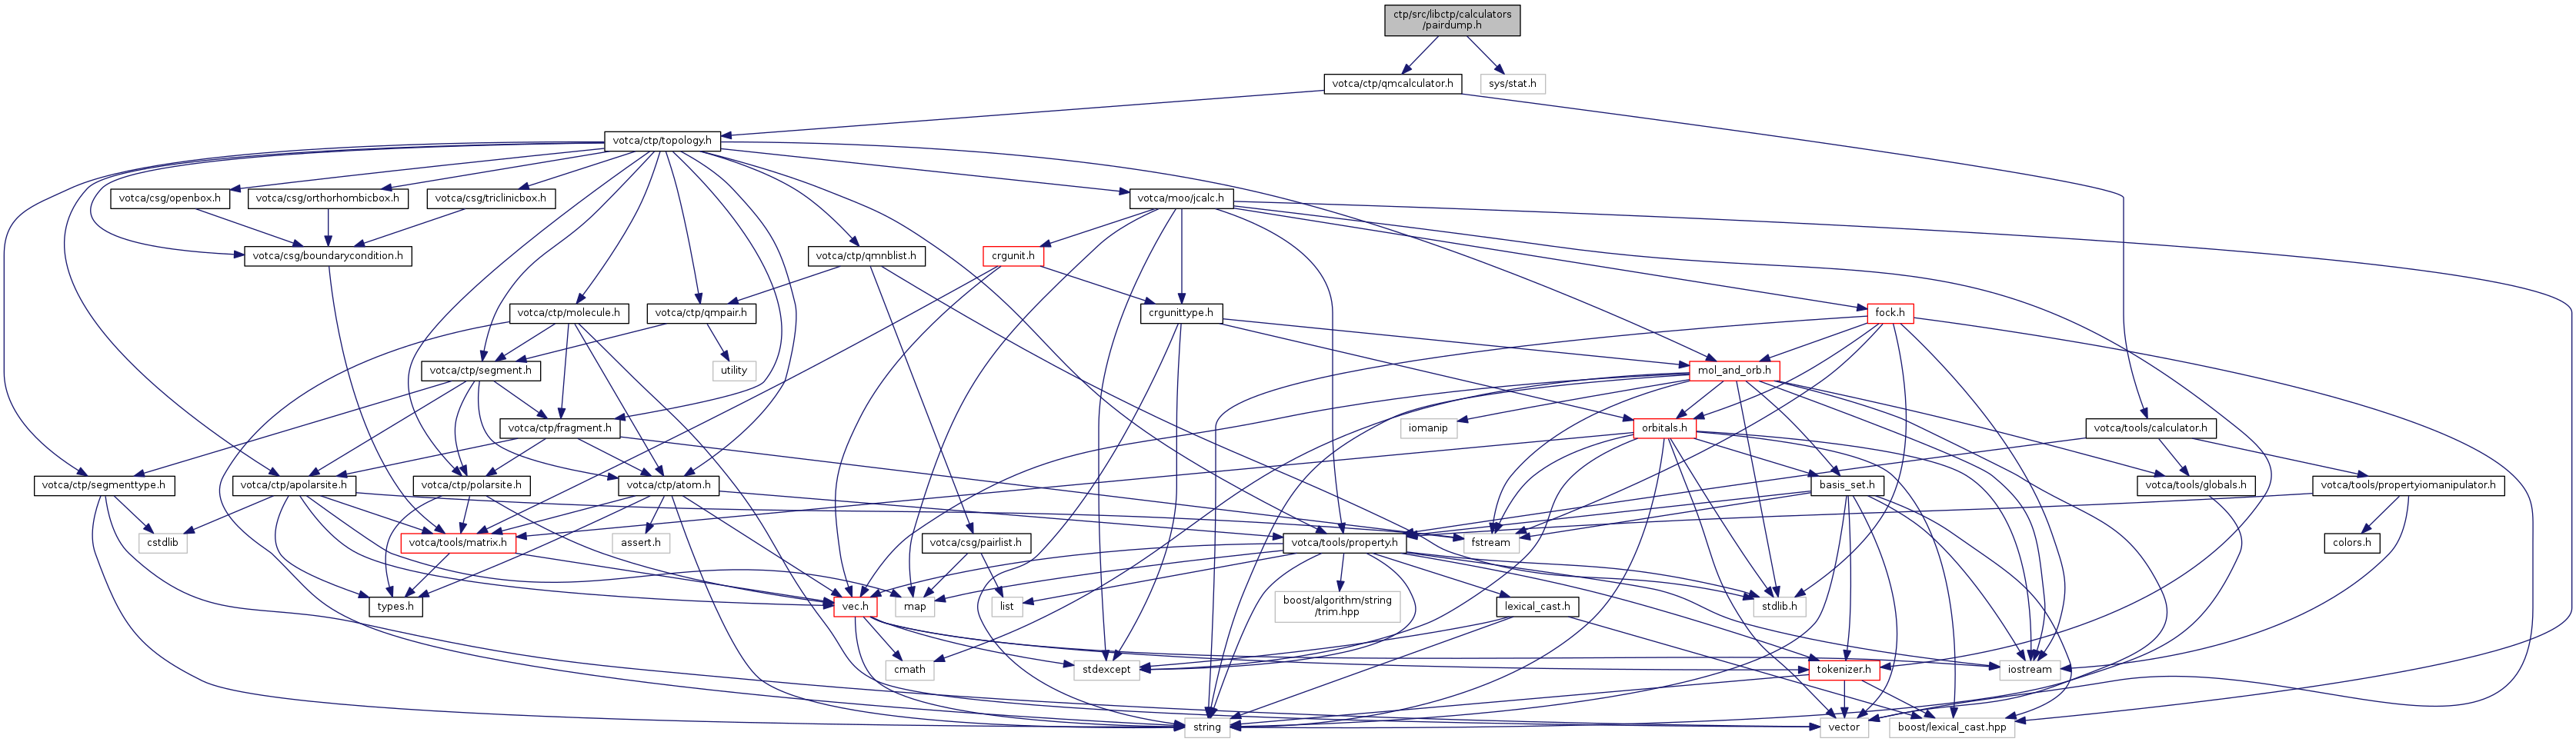 ctp/src/libctp/calculators
/pairdump.h
votca/ctp/qmcalculator.h
sys/stat.h
votca/ctp/topology.h
votca/csg/openbox.h
votca/csg/orthorhombicbox.h
votca/csg/triclinicbox.h
votca/moo/jcalc.h
votca/csg/boundarycondition.h
votca/ctp/qmnblist.h
crgunit.h
votca/ctp/molecule.h
votca/ctp/qmpair.h
crgunittype.h
fock.h
votca/ctp/segment.h
utility
mol_and_orb.h
votca/ctp/fragment.h
iomanip
orbitals.h
votca/tools/calculator.h
votca/ctp/segmenttype.h
votca/ctp/apolarsite.h
votca/ctp/polarsite.h
votca/ctp/atom.h
basis_set.h
votca/tools/globals.h
votca/tools/propertyiomanipulator.h
cstdlib
votca/tools/matrix.h
assert.h
votca/csg/pairlist.h
votca/tools/property.h
fstream
colors.h
types.h
vec.h
map
list
boost/algorithm/string
/trim.hpp
lexical_cast.h
stdlib.h
cmath
stdexcept
tokenizer.h
iostream
string
vector
boost/lexical_cast.hpp